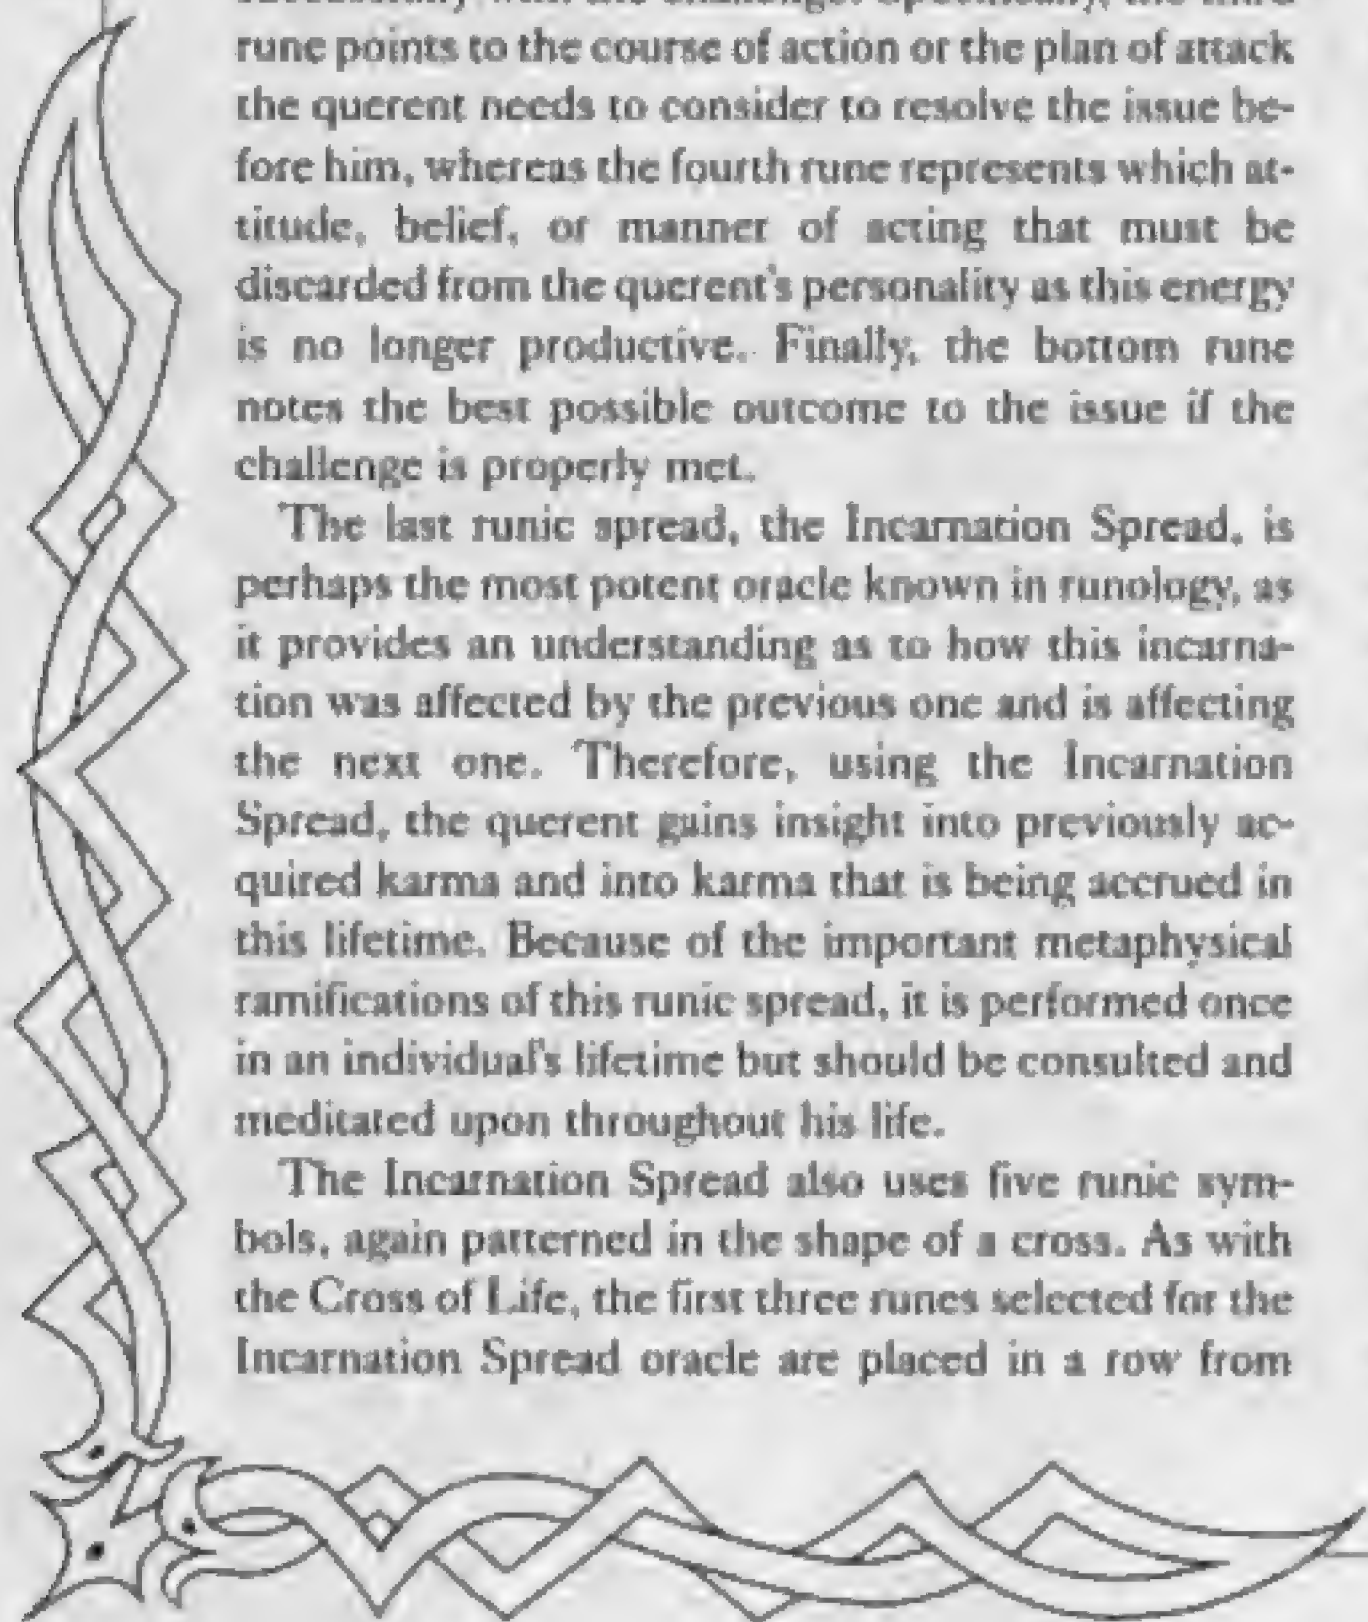 rune points to the course of action or the plan of attack
the querent needs to consider to resolve the issue be-
fore him, whereas the fourth rune represents which at-
titude, belief, or manner of acting that must be
discarded from the querent's personality as this energy
is no longer productive. Finally, the bottom rune
notes the best possible outcome to the issue if the
challenge is properly met.
The last runic spread, the Incarnation Spread, is
perhaps the most potent oracle known in runology, as
it provides an understanding as to how this incarna-
tion was affected by the previous one and is affecting
the next one. Therefore, using the Incarnation
Spread, the querent gains insight into previously ac-
quired karma and into karma that is being accrued in
this lifetime. Because of the important metaphysical
ramifications of this runic spread, it is performed once
in an individual's lifetime but should be consulted and
meditated upon throughout his life.
The Incarnation Spread also uses five runic sym-
bols, again patterned in the shape of a cross. As with
the Cross of Life, the first three runes selected for the
Incarnation Spread oracle are placed in a row from